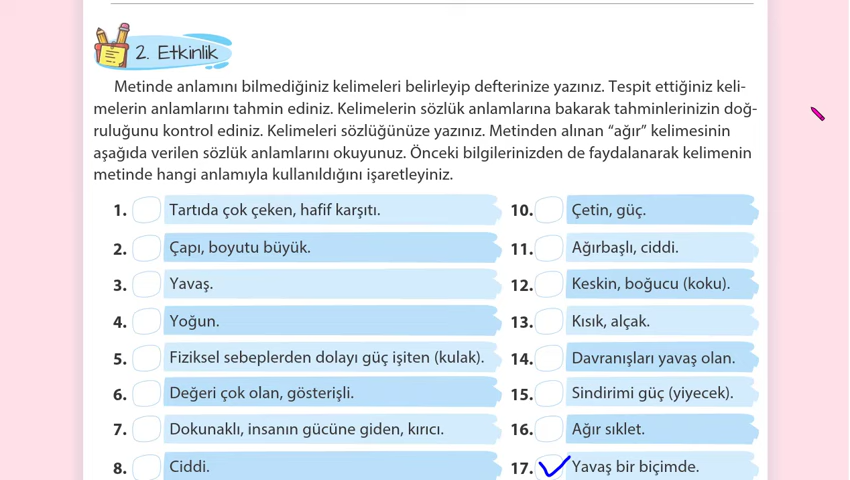 2. Etkinlik
Metinde anlamını bilmediğiniz kelimeleri belirleyip defterinize yazınız. Tespit ettiğiniz keli-
melerin anlamlarını tahmin ediniz. Kelimelerin sözlük anlamlarına bakarak tahminlerinizin doğ-
ruluğunu kontrol ediniz. Kelimeleri sözlüğünüze yazınız. Metinden alınan “ağır” kelimesinin
aşağıda verilen sözlük anlamlarını okuyunuz. Önceki bilgilerinizden de faydalanarak kelimenin
metinde hangi anlamıyla kullanıldığını işaretleyiniz.
1. Tartıda çok çeken, hafif karşıtı.
2. Çapı, boyutu büyük.
3. Yavaş.
4. Yoğun.
5. Fiziksel sebeplerden dolayı güç işiten (kulak).
6. Değeri çok olan, gösterişli.
7. Dokunaklı, insanın gücüne giden, kırıcı.
8. Ciddi.
10. Çetin, güç.
11. Ağırbaşlı, ciddi.
12. Keskin, boğucu (koku).
13. Kısık, alçak.
14. Davranışları yavaş olan.
15. Sindirimi güç (yiyecek).
16. Ağır sıklet.
17. Yavaş bir biçimde.